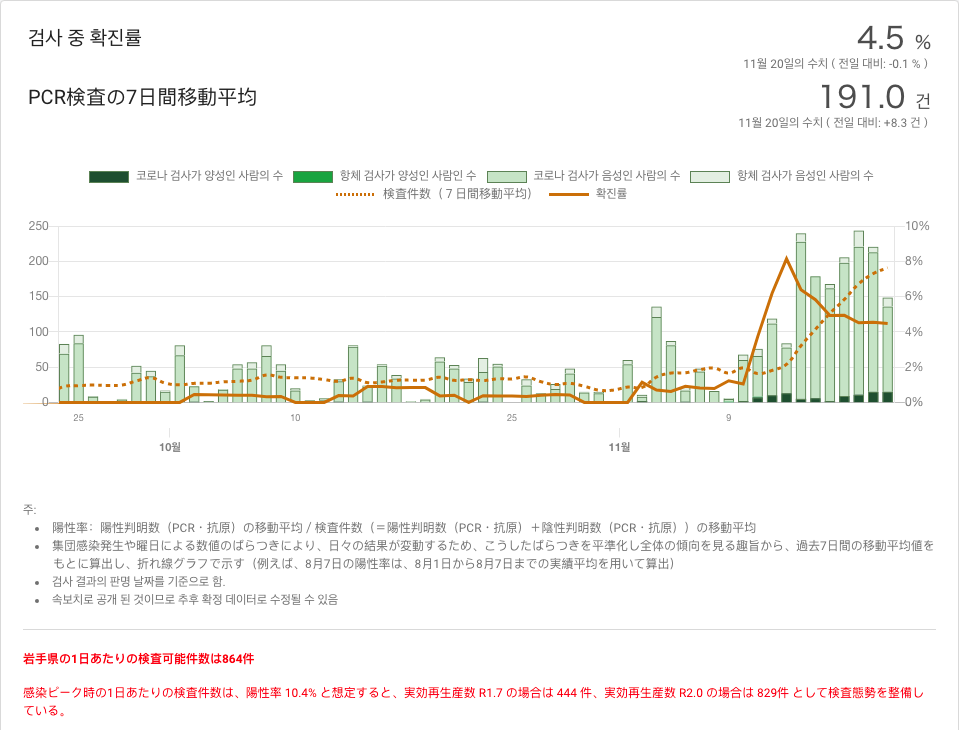 검사 중 확진률
4.5 %
11월 20일의 수치 ( 전일 대비: -0.1 % )
PCR検査の7日間移動平均
191.0 건
11월 20일의 수치 ( 전일 대비: +8.3 건 )
코로나 검사가 양성인 사람의 수 항체 검사가 양성인 사람인 수 코로나 검사가 음성인 사람의 수 항체 검사가 음성인 사람의 수
検査件数（７日間移動平均） 확진률
250 10%
200 8%
150 6%
100 4%
50 2%
0 0%
25 10 25 9
10월 11월
주:
陽性率：陽性判明数（PCR・抗原）の移動平均 / 検査件数（＝陽性判明数（PCR・抗原）＋陰性判明数（PCR・抗原））の移動平均
集団感染発生や曜日による数値のばらつきにより、日々の結果が変動するため、こうしたばらつきを平準化し全体の傾向を見る趣旨から、過去7日間の移動平均値を
もとに算出し、折れ線グラフで示す（例えば、8月7日の陽性率は、8月1日から8月7日までの実績平均を用いて算出）
검사 결과의 판명 날짜를 기준으로 함.
속보치로 공개 된 것이므로 추후 확정 데이터로 수정될 수 있음
岩手県の1日あたりの検査可能件数は864件
感染ピーク時の1日あたりの検査件数は、陽性率 10.4% と想定すると、実効再生産数 R1.7 の場合は 444 件、実効再生産数 R2.0 の場合は 829件 として検査態勢を整備し
ている。